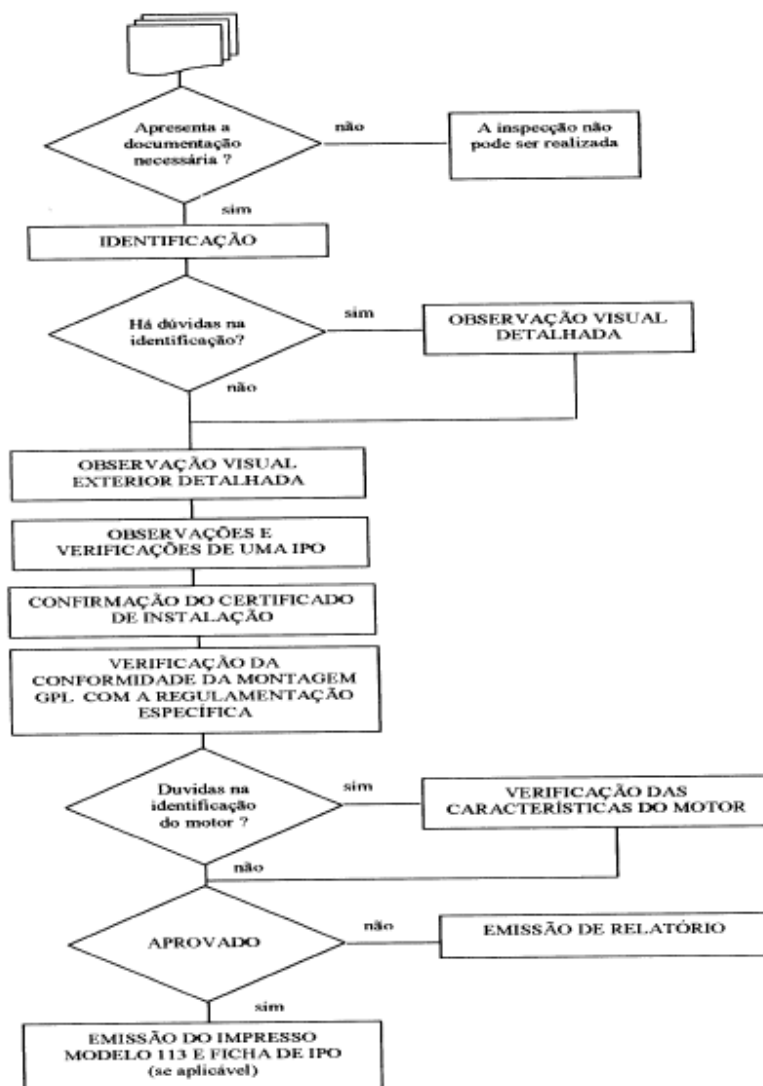 Apresenta a
documentação
necessária ?
não
A inspecção não
pode ser realizada
sim
IDENTIFICAÇÃO
Há dúvidas na
identificação?
sim
OBSERVAÇÃO VISUAL
DETALHADA
não
OBSERVAÇÃO VISUAL
EXTERIOR DETALHADA
OBSERVAÇÕES E
VERIFICAÇÕES DE UMA IPO
CONFIRMAÇÃO DO CERTIFICADO
DE INSTALAÇÃO
VERIFICAÇÃO DA
CONFORMIDADE DA MONTAGEM
GPL COM A REGULAMENTAÇÃO
ESPECÍFICA
Duvidas na
identificação
do motor ?
sim
VERIFICAÇÃO DAS
CARACTERÍSTICAS DO MOTOR
não
APROVADO
não
EMISSÃO DE RELATÓRIO
sim
EMISSÃO DO IMPRESSO
MODELO 113 E FICHA DE IPO
(se aplicável)